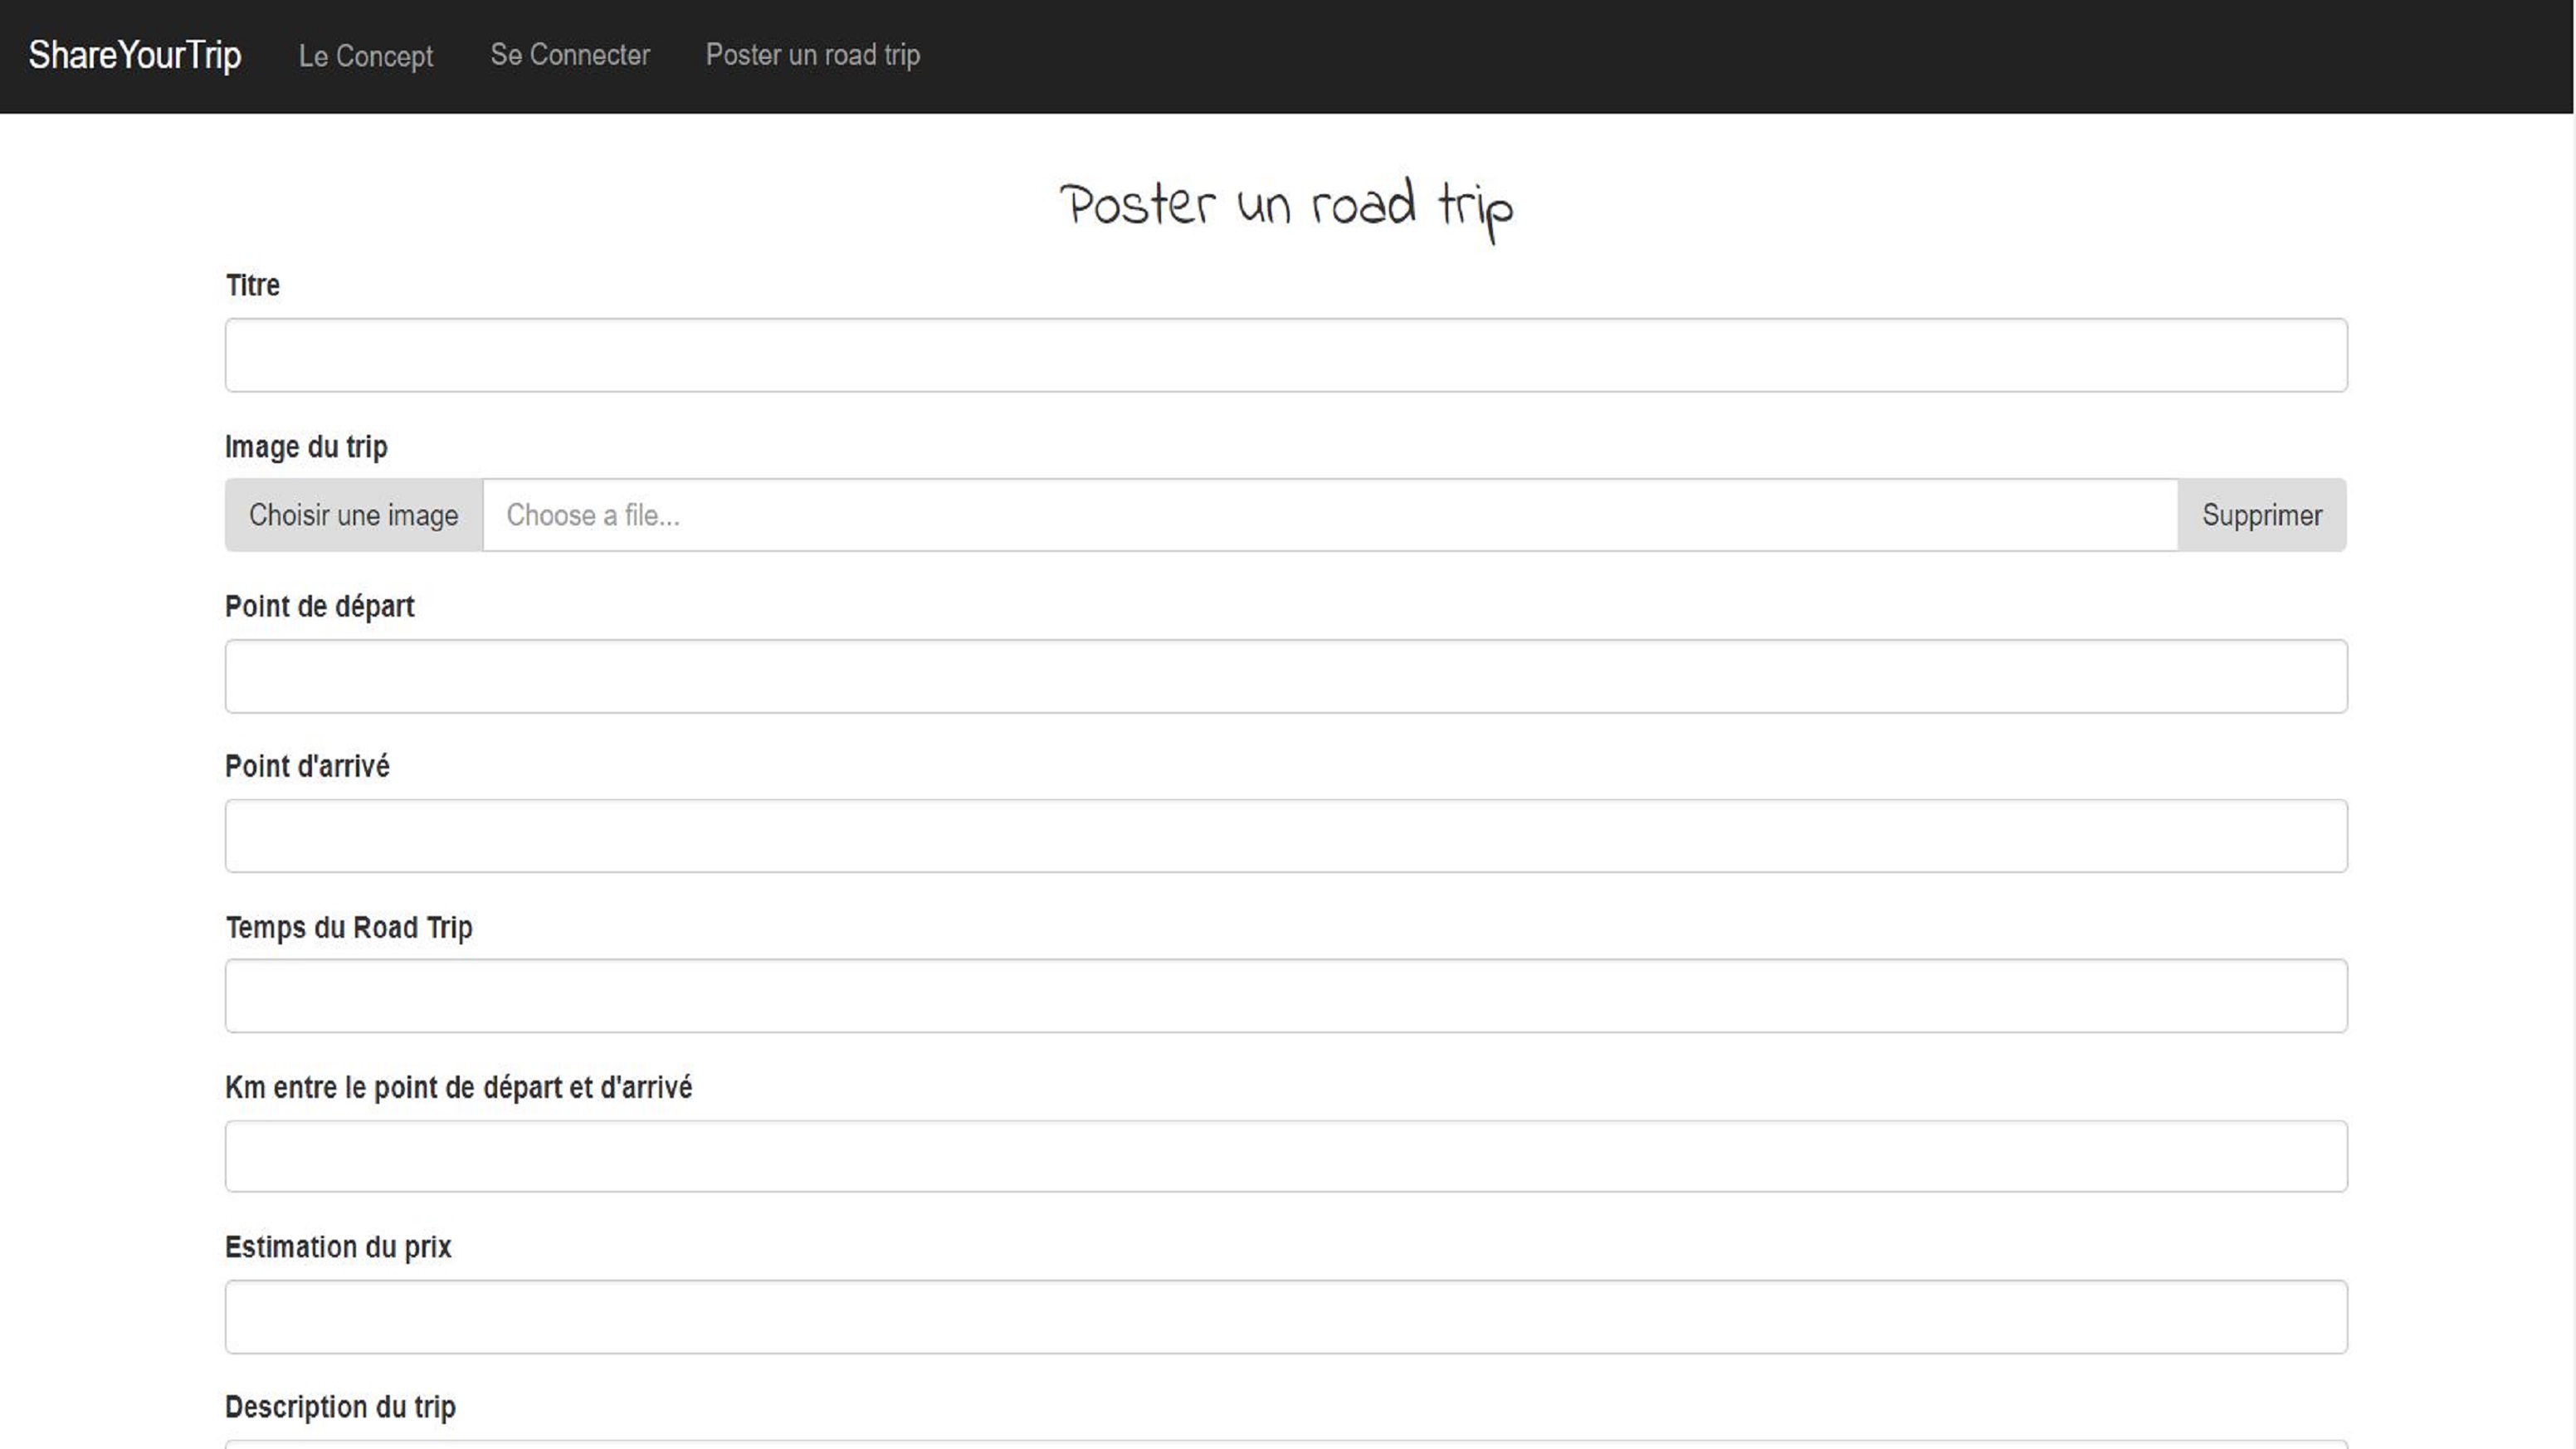 ShareYourTrip Le Concept Se Connecter Poster un road trip
Poster un road trip
Titre
Image du trip
Choisir une image Choose a file... Supprimer
Point de départ
Point d'arrivé
Temps du Road Trip
Km entre le point de départ et d'arrivé
Estimation du prix
Description du trip